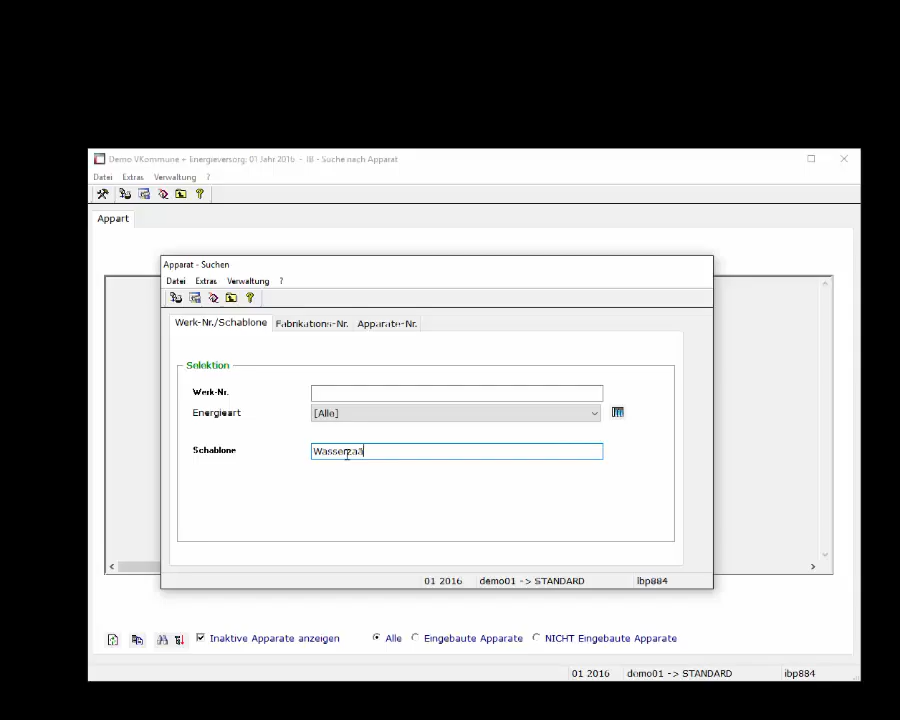 Demo VKommune + Energieversorg; 01 Jahr 2016 - IB - Suche nach Apparat
Datei Extras Verwaltung ?
Appart
Apparat - Suchen
Datei Extras Verwaltung ?
Werk-Nr./Schablone Fabrikations-Nr. Apparate-Nr.
Selektion
Werk-Nr.
Energieart [Alle]
Schablone Wasserzaä
01 2016 demo01 -> STANDARD ibp884
Inaktive Apparate anzeigen Alle Eingebaute Apparate NICHT Eingebaute Apparate
01 2016 demo01 -> STANDARD ibp884